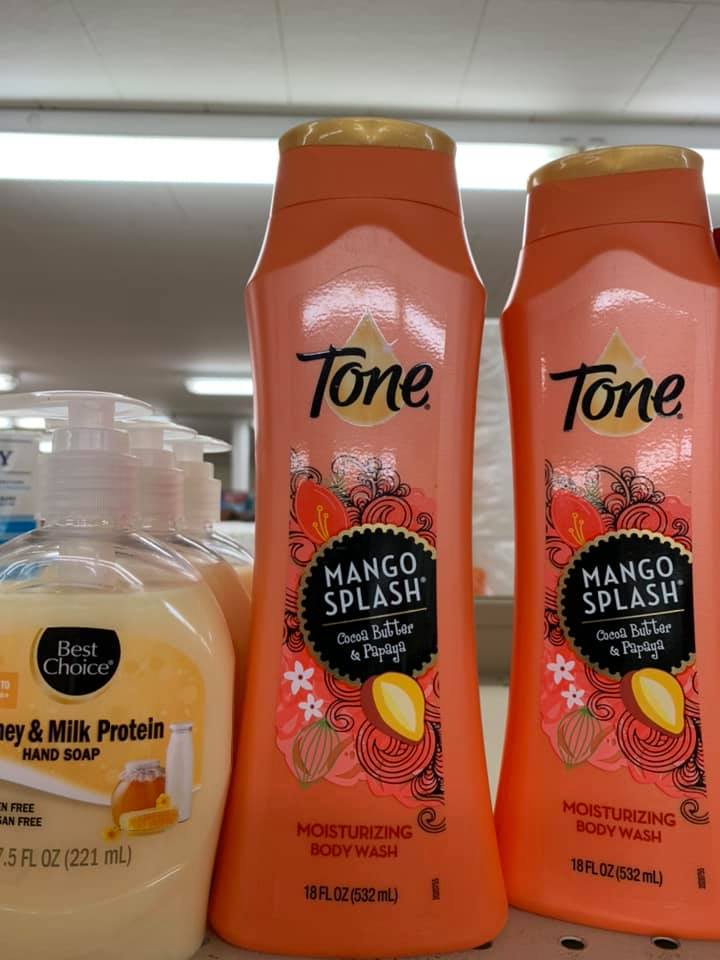 Y
Best
Choice®
ney & Milk Protein
HAND SOAP
EN FREE
SAN FREE
7.5 FL OZ (221 mL)
Tone®
MANGO
SPLASH®
Cocoa Butter
& Papaya
MOISTURIZING
BODY WASH
18 FL OZ (532 mL)
Tone®
MANGO
SPLASH®
Cocoa Butter
& Papaya
MOISTURIZING
BODY WASH
18 FL OZ (532 mL)